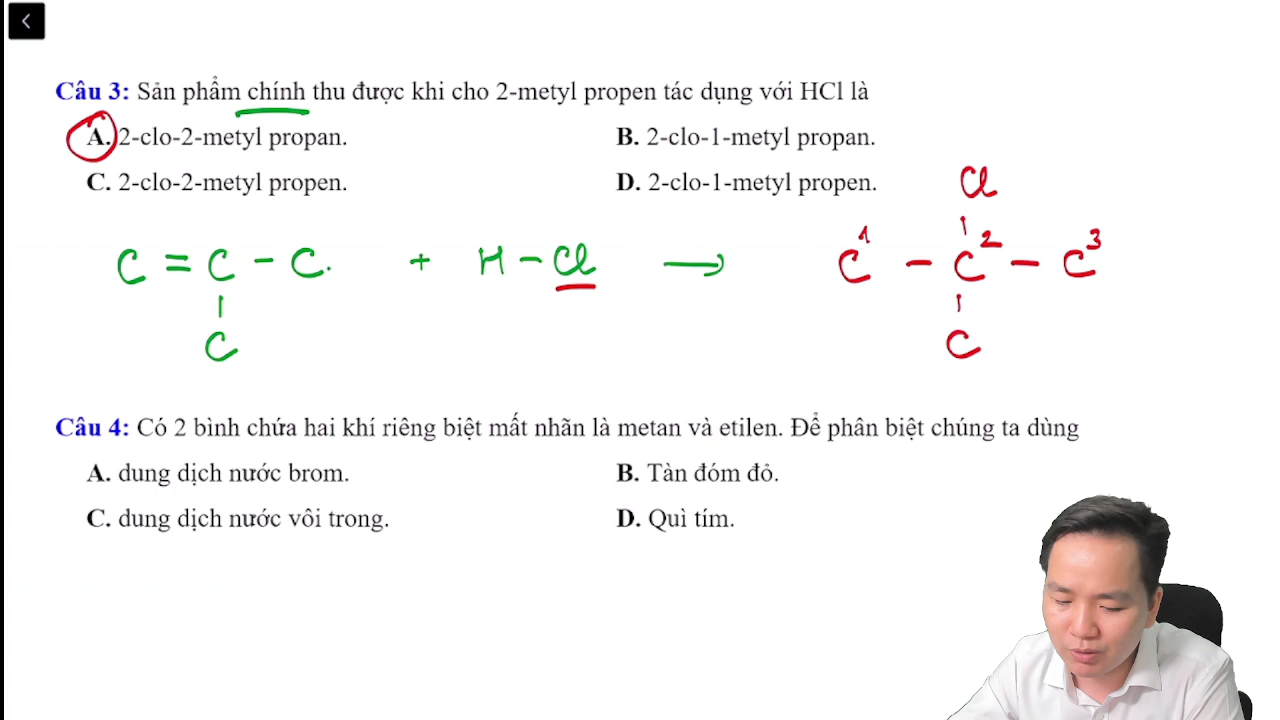 Câu 3: Sản phẩm chính thu được khi cho 2-metyl propen tác dụng với HCl là
A. 2-clo-2-metyl propan. B. 2-clo-1-metyl propan.
C. 2-clo-2-metyl propen. D. 2-clo-1-metyl propen.
Cl
C = C - C. + H - Cl → C¹ - C² - C³
C C
Câu 4: Có 2 bình chứa hai khí riêng biệt mất nhãn là metan và etilen. Để phân biệt chúng ta dùng
A. dung dịch nước brom. B. Tàn đóm đỏ.
C. dung dịch nước vôi trong. D. Quì tím.